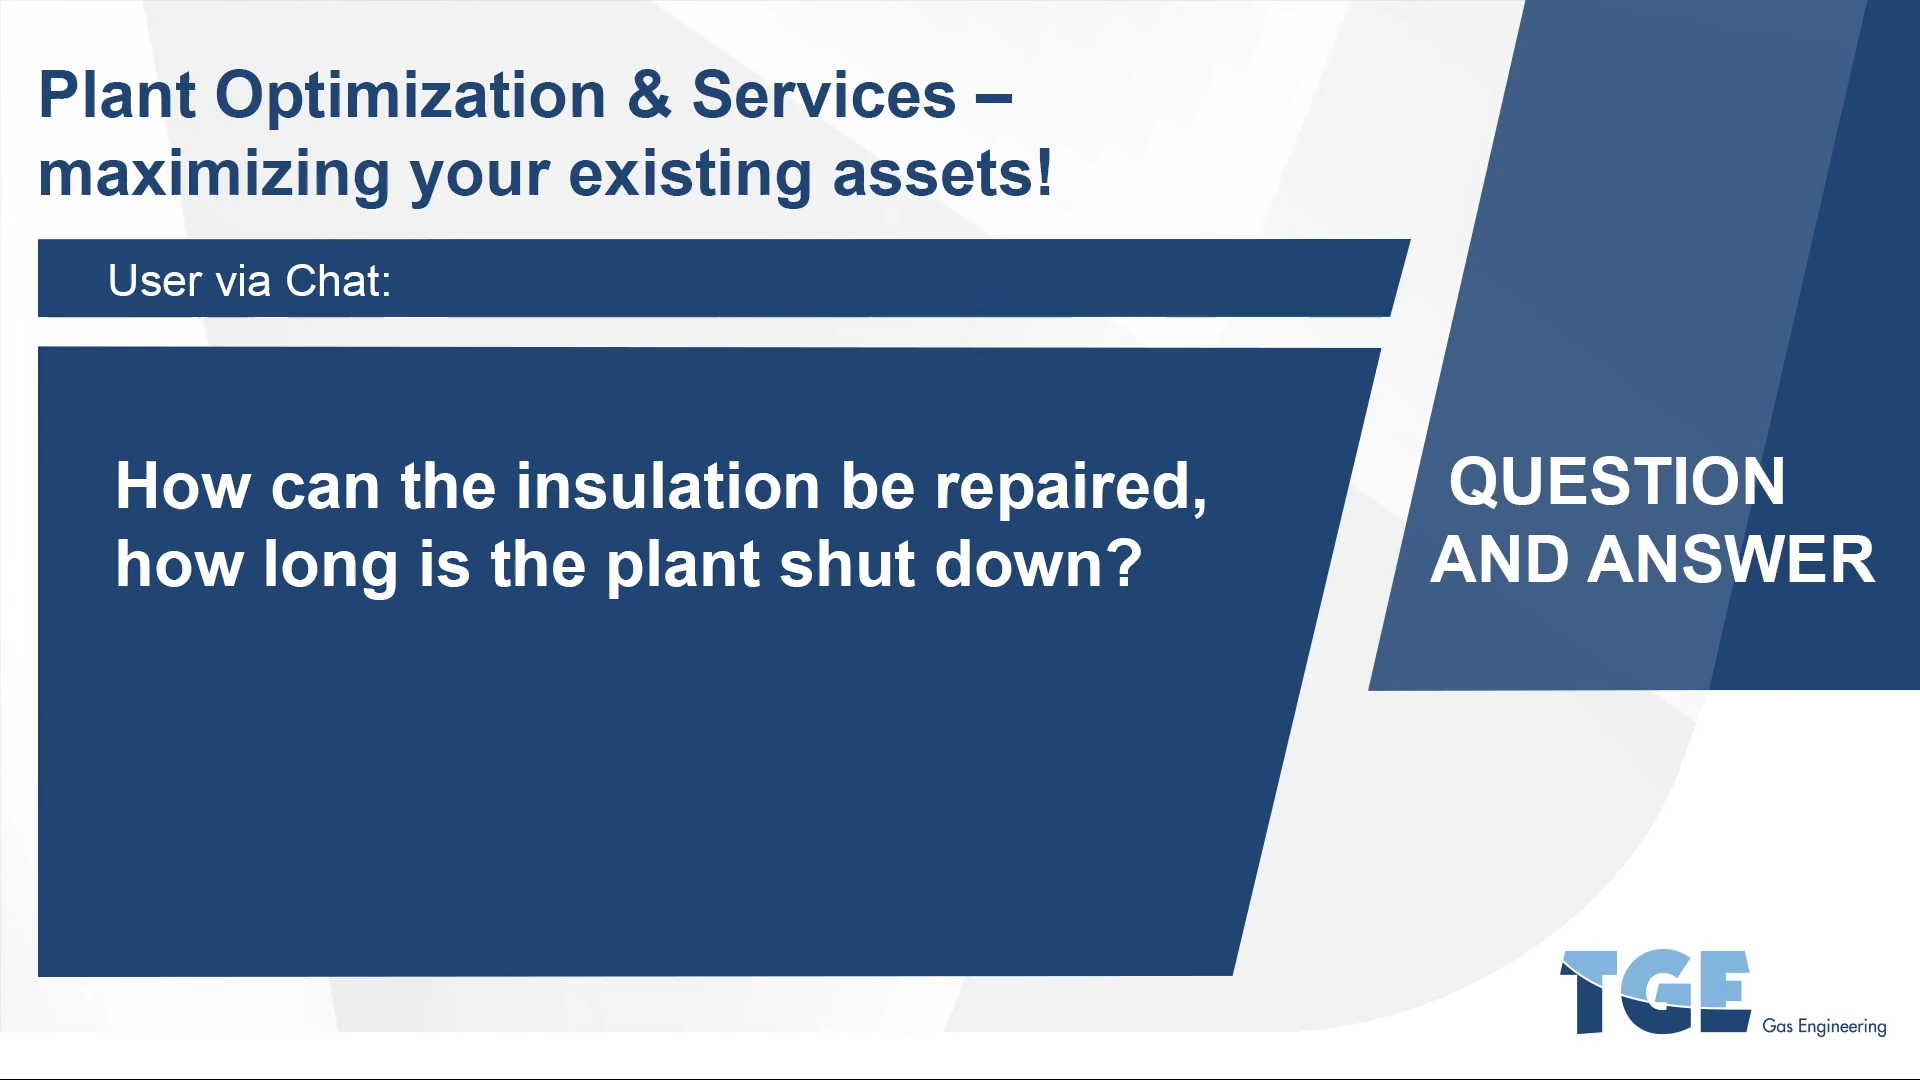 Plant Optimization & Services –
maximizing your existing assets!
User via Chat:
How can the insulation be repaired,
how long is the plant shut down?
QUESTION
AND ANSWER
TGE
Gas Engineering